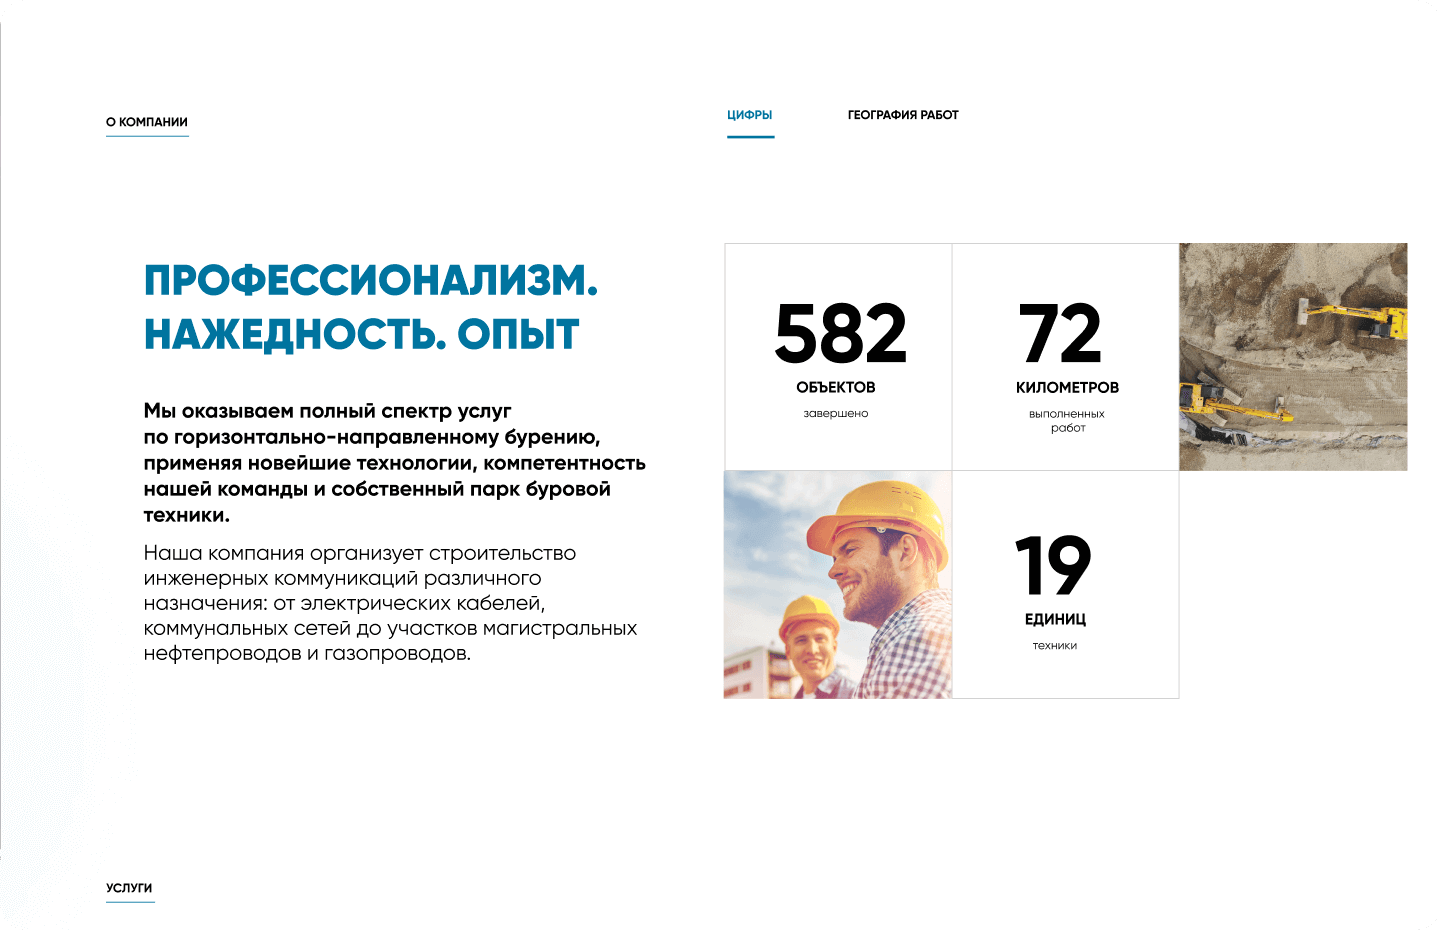 О КОМПАНИИ
ЦИФРЫ
ГЕОГРАФИЯ РАБОТ
ПРОФЕССИОНАЛИЗМ.
НАЖЕДНОСТЬ. ОПЫТ
Мы оказываем полный спектр услуг
по горизонтально-направленному бурению,
применяя новейшие технологии, компетентность
нашей команды и собственный парк буровой
техники.
Наша компания организует строительство
инженерных коммуникаций различного
назначения: от электрических кабелей,
коммунальных сетей до участков магистральных
нефтепроводов и газопроводов.
582
ОБЪЕКТОВ
завершено
72
КИЛОМЕТРОВ
выполненных
работ
19
ЕДИНИЦ
техники
УСЛУГИ